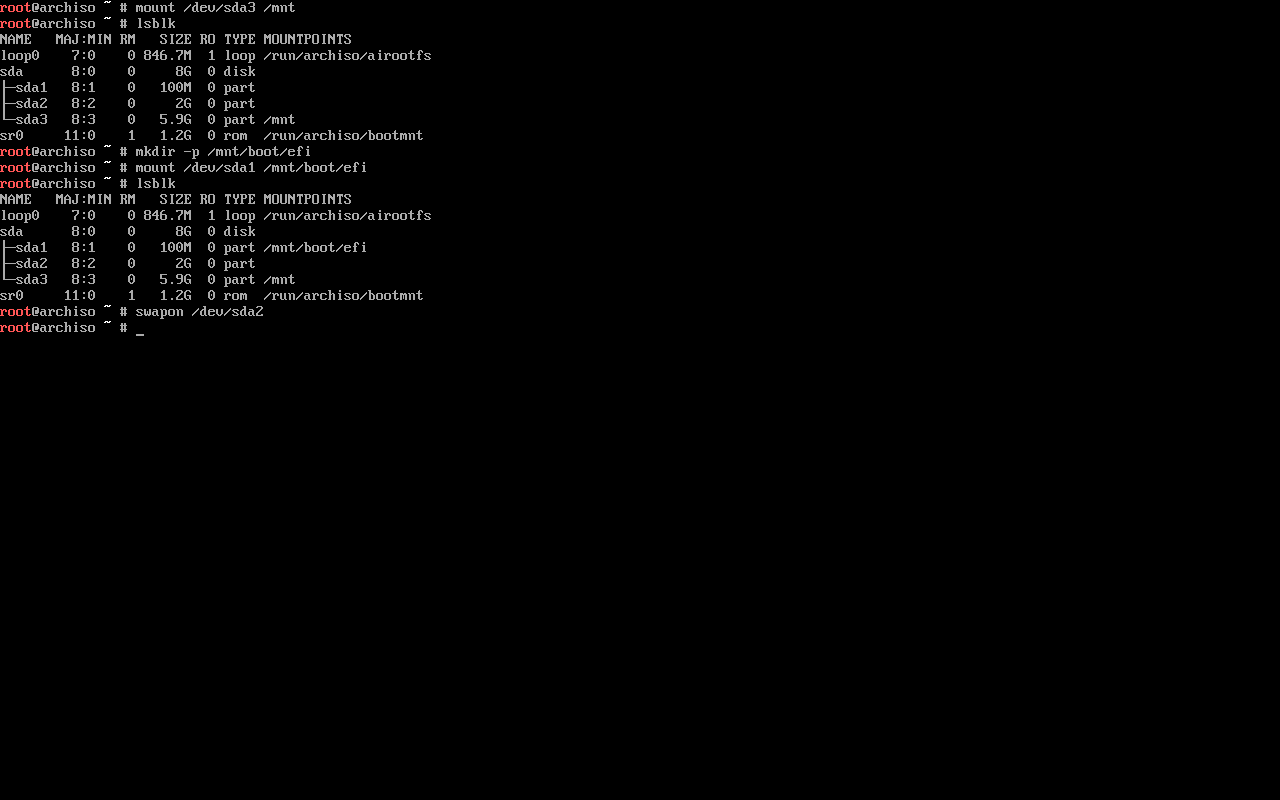 root@archiso ~ # mount /dev/sda3 /mnt
root@archiso ~ # lsblk
NAME   MAJ:MIN RM   SIZE RO TYPE MOUNTPOINTS
loop0    7:0    0 846.7M  1 loop /run/archiso/airootfs
sda      8:0    0     8G  0 disk
├─sda1   8:1    0   100M  0 part
├─sda2   8:2    0     2G  0 part
└─sda3   8:3    0   5.9G  0 part /mnt
sr0     11:0    1   1.2G  0 rom  /run/archiso/bootmnt
root@archiso ~ # mkdir -p /mnt/boot/efi
root@archiso ~ # mount /dev/sda1 /mnt/boot/efi
root@archiso ~ # lsblk
NAME   MAJ:MIN RM   SIZE RO TYPE MOUNTPOINTS
loop0    7:0    0 846.7M  1 loop /run/archiso/airootfs
sda      8:0    0     8G  0 disk
├─sda1   8:1    0   100M  0 part /mnt/boot/efi
├─sda2   8:2    0     2G  0 part
└─sda3   8:3    0   5.9G  0 part /mnt
sr0     11:0    1   1.2G  0 rom  /run/archiso/bootmnt
root@archiso ~ # swapon /dev/sda2
root@archiso ~ # _